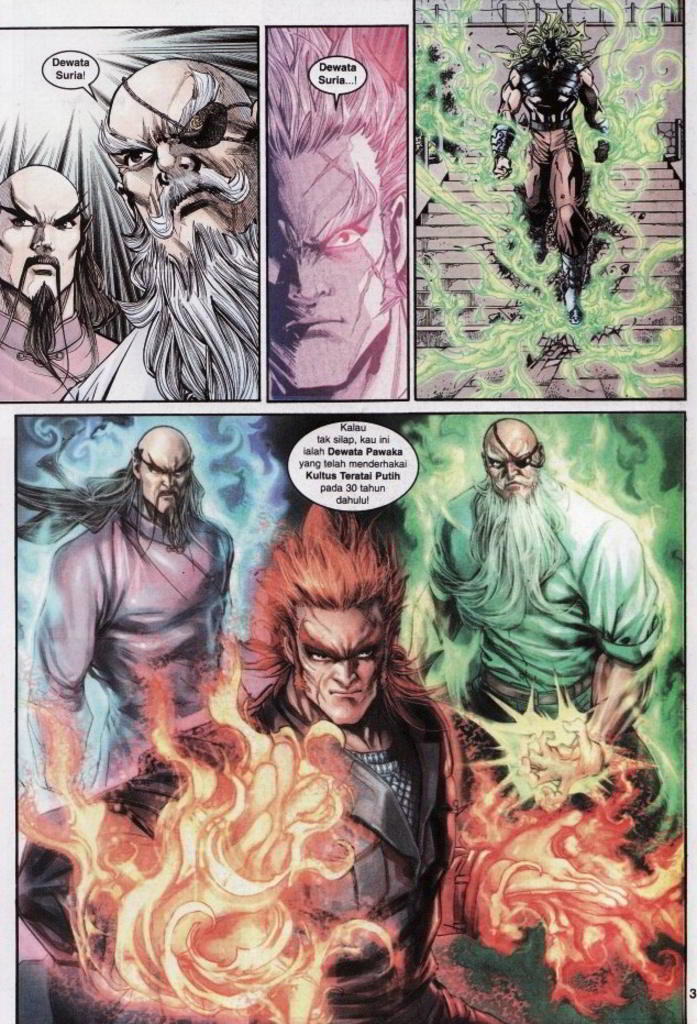 Dewata
Suria!
Dewata
Suria...!
Kalau
tak silap, kau ini
ialah Dewata Pawaka
yang telah menderhakai
Kultus Teratai Putih
pada 30 tahun
dahulu!
3